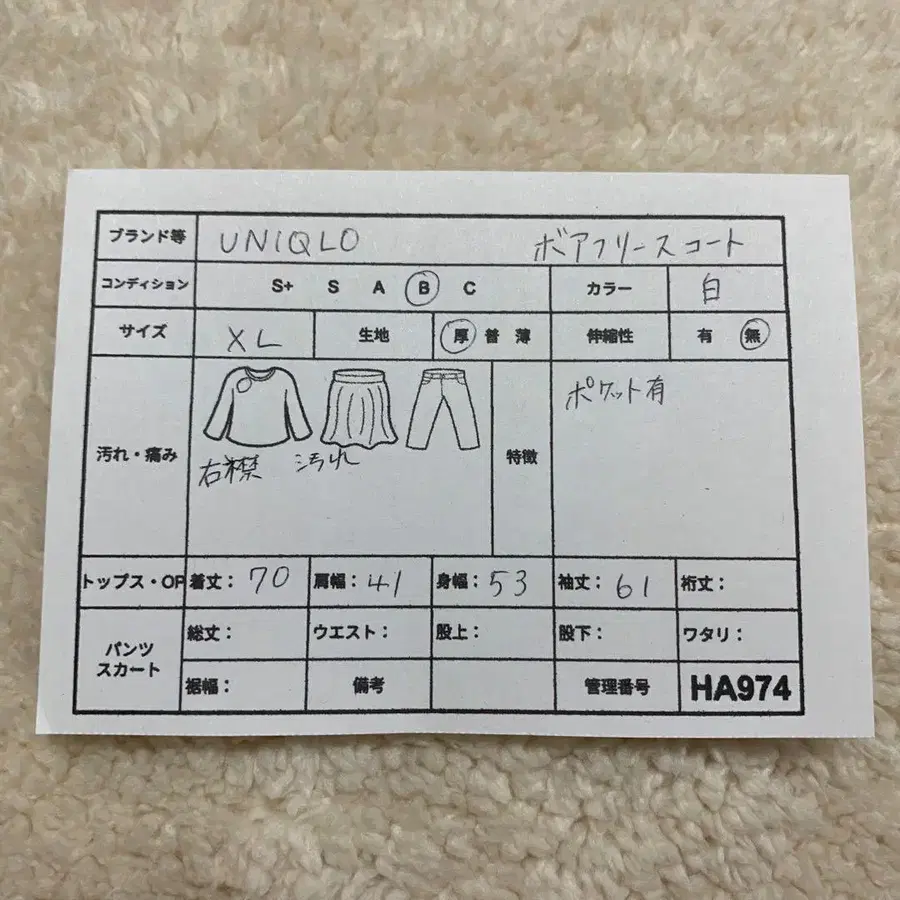 ブランド等 UNIQLO ボアフリースコート
コンディション S+ S A B C カラー 白
サイズ XL 生地 厚 普 薄 伸縮性 有 無
汚れ・痛み 右襟 汚れ 特徴 ポケット有
トップス・OP 着丈: 70 肩幅: 41 身幅: 53 袖丈: 61 裄丈:
パンツ スカート 総丈: ウエスト: 股上: 股下: ワタリ:
裾幅: 備考 管理番号 HA974